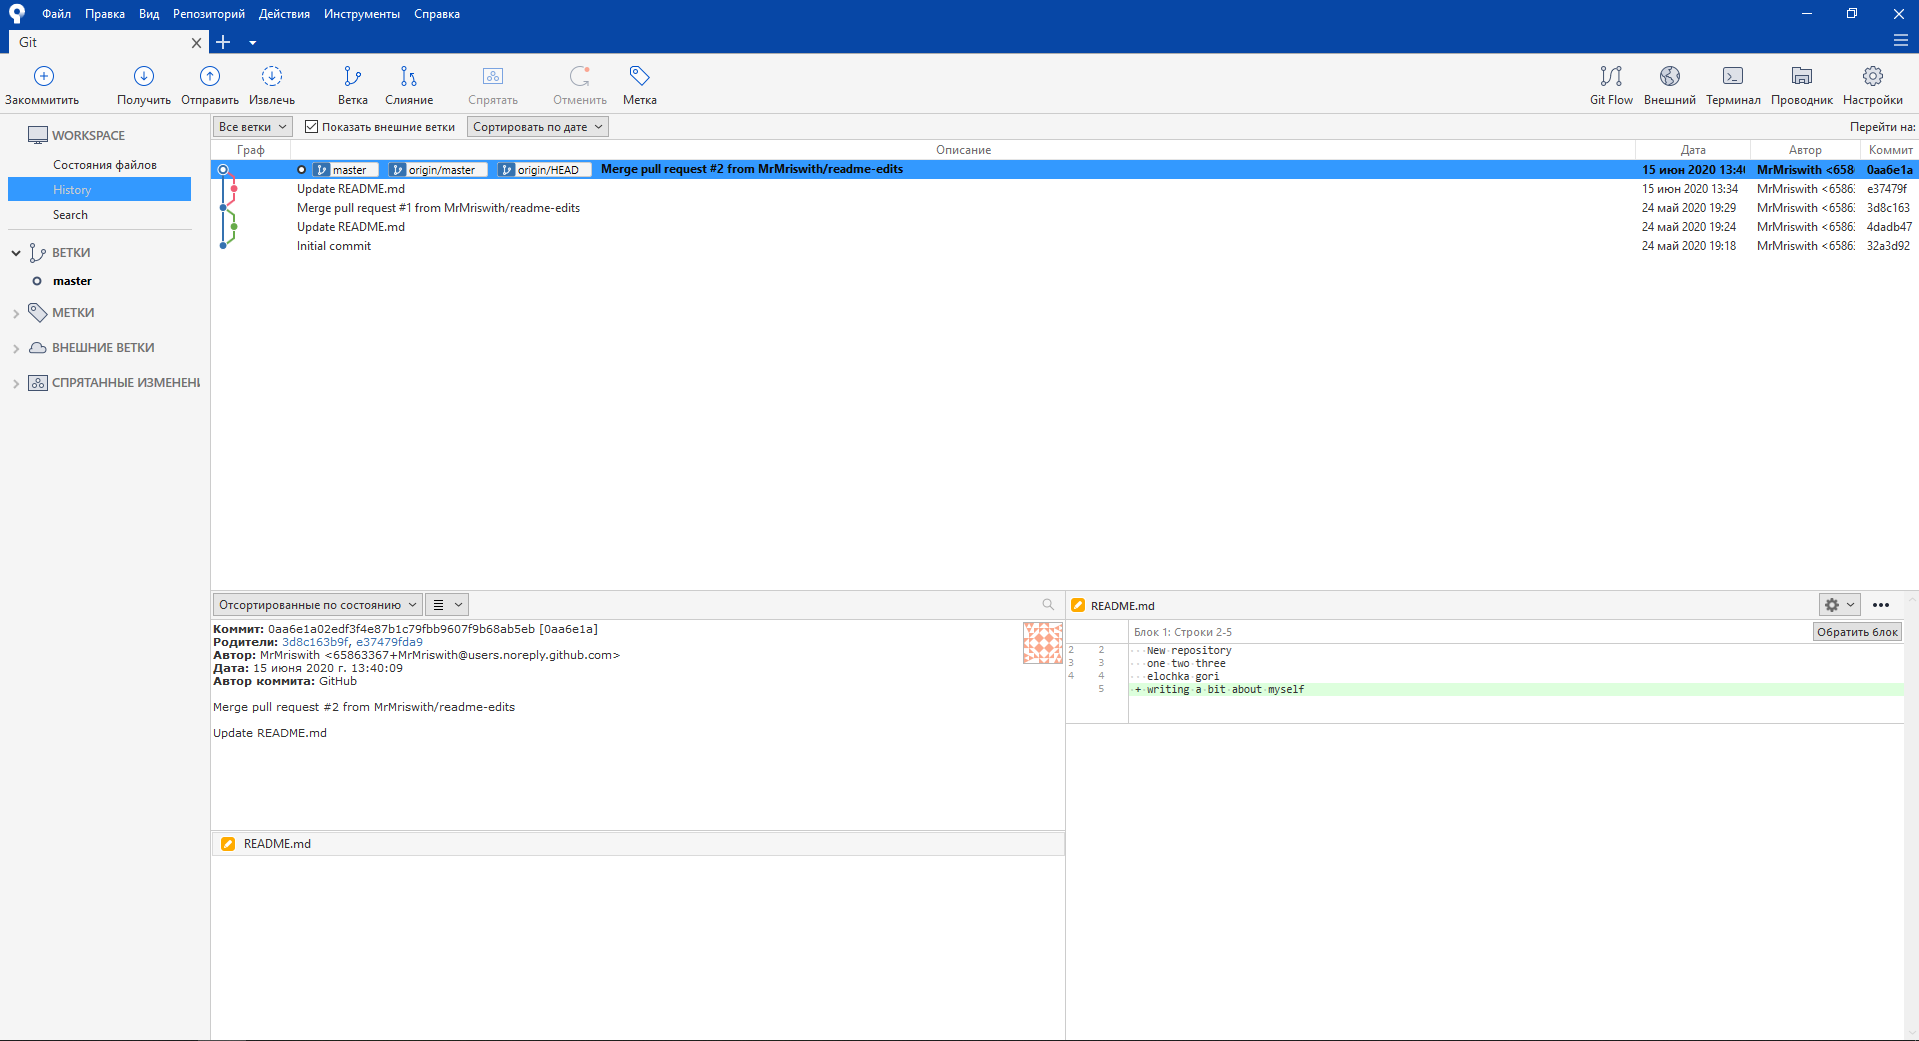 Файл Правка Вид Репозиторий Действия Инструменты Справка
Git
Закоммитить Получить Отправить Извлечь Ветка Слияние Спрятать Отменить Метка Git Flow Внешний Терминал Проводник Настройки
WORKSPACE
Состояния файлов
History
Search
ВЕТКИ
master
МЕТКИ
ВНЕШНИЕ ВЕТКИ
СПРЯТАННЫЕ ИЗМЕНЕНИ
Все ветки Показать внешние ветки Сортировать по дате Перейти на:
Граф Описание Дата Автор Коммит
master origin/master origin/HEAD Merge pull request #2 from MrMriswith/readme-edits 15 июн 2020 13:40 MrMriswith <6586 0aa6e1a
Update README.md 15 июн 2020 13:34 MrMriswith <6586 e37479f
Merge pull request #1 from MrMriswith/readme-edits 24 май 2020 19:29 MrMriswith <6586 3d8c163
Update README.md 24 май 2020 19:24 MrMriswith <6586 4dadb47
Initial commit 24 май 2020 19:18 MrMriswith <6586 32a3d92
Отсортированные по состоянию
Коммит: 0aa6e1a02edf3f4e87b1c79fbb9607f9b68ab5eb [0aa6e1a]
Родители: 3d8c163b9f, e37479fda9
Автор: MrMriswith <65863367+MrMriswith@users.noreply.github.com>
Дата: 15 июня 2020 г. 13:40:09
Автор коммита: GitHub
Merge pull request #2 from MrMriswith/readme-edits
Update README.md
README.md
README.md
Блок 1: Строки 2-5 Обратить блок
2 2 New repository
3 3 one two three
4 4 elochka gori
5 + writing a bit about myself